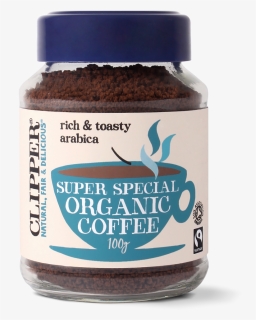 rich & toasty
arabica
CLIPPER®
NATURAL, FAIR & DELICIOUS®
SUPER SPECIAL
ORGANIC
COFFEE
100g